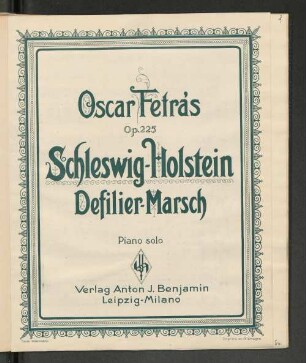 Oscar Fetrás
Op. 225
Schleswig-Holstein
Defilier-Marsch
Piano solo
Verlag Anton J. Benjamin
Leipzig-Milano